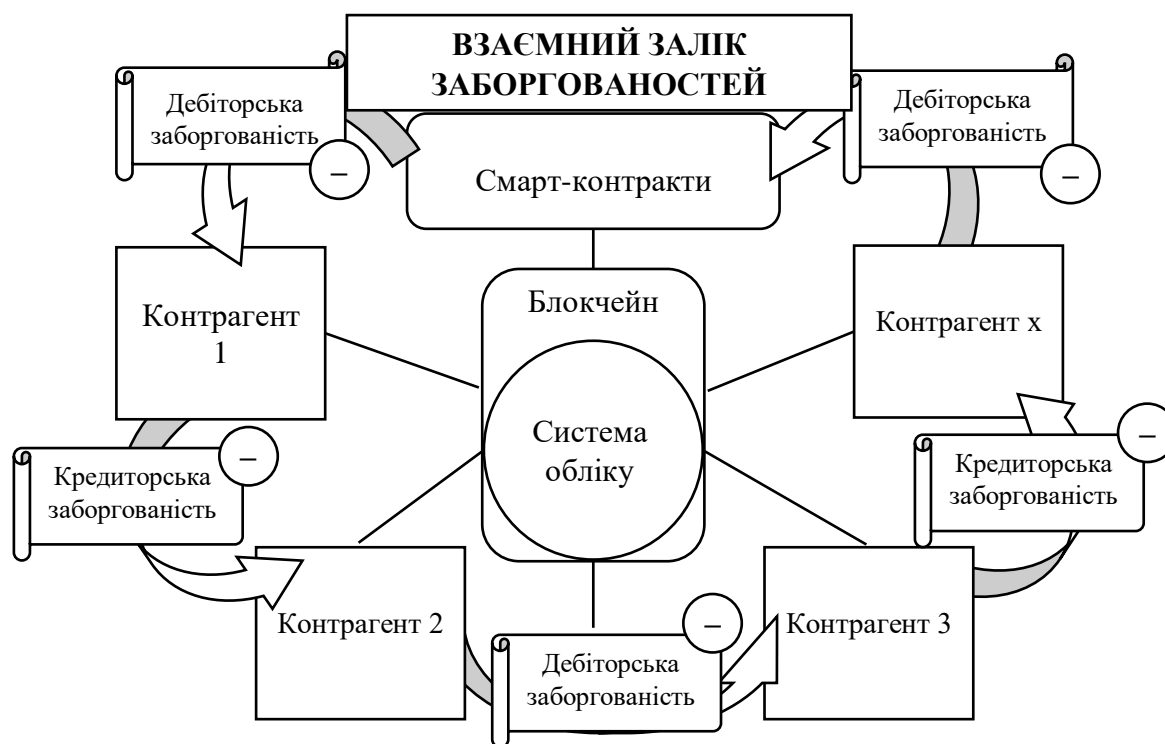 ВЗАЄМНИЙ ЗАЛІК
ЗАБОРГОВАНОСТЕЙ
Дебіторська
заборгованість
–
Дебіторська
заборгованість
–
Смарт-контракти
Контрагент
1
Блокчейн
Контрагент х
Система
обліку
Кредиторська
заборгованість
–
Кредиторська
заборгованість
–
Контрагент 2
Контрагент 3
Дебіторська
заборгованість
–